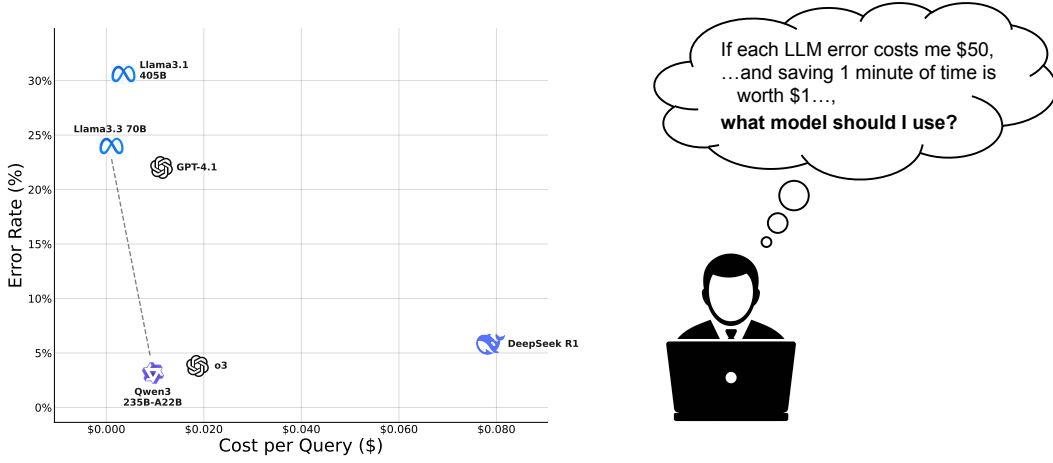 Error Rate (%)
30%
25%
20%
15%
10%
5%
0%
Llama3.1
405B
Llama3.3 70B
GPT-4.1
DeepSeek R1
o3
Qwen3
235B-A22B
$0.000
$0.020
$0.040
$0.060
$0.080
Cost per Query ($)
If each LLM error costs me $50,
…and saving 1 minute of time is
worth $1…,
what model should I use?